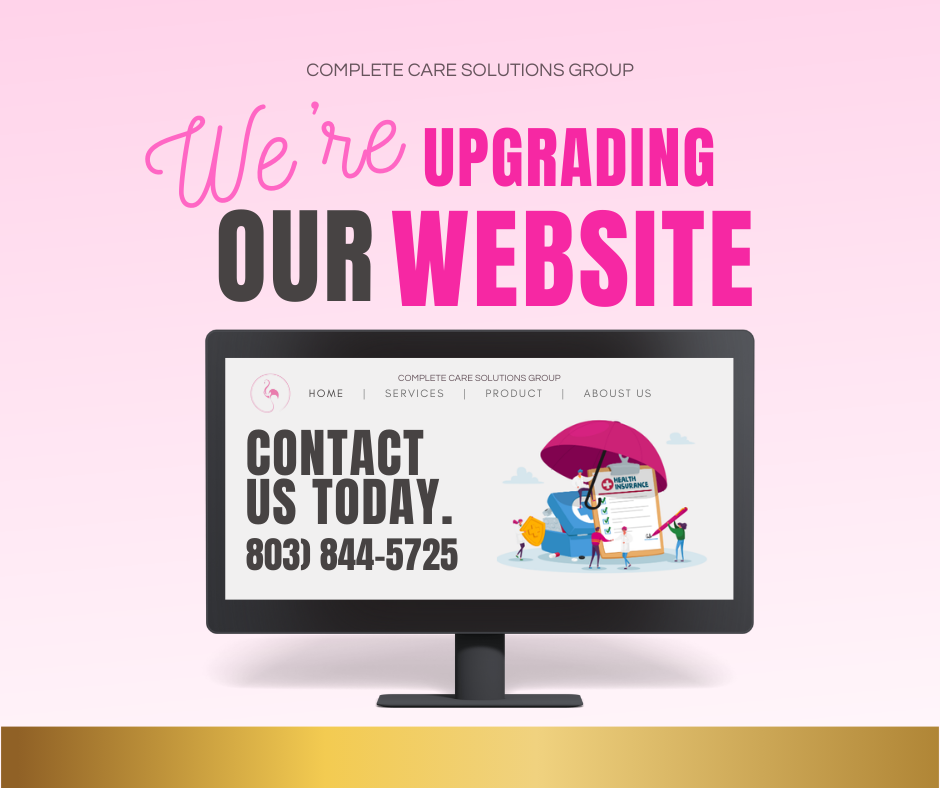 COMPLETE CARE SOLUTIONS GROUP
We're UPGRADING
OUR WEBSITE
COMPLETE CARE SOLUTIONS GROUP
HOME | SERVICES | PRODUCT | ABOUST US
CONTACT
US TODAY.
803) 844-5725
HEALTH
INSURANCE